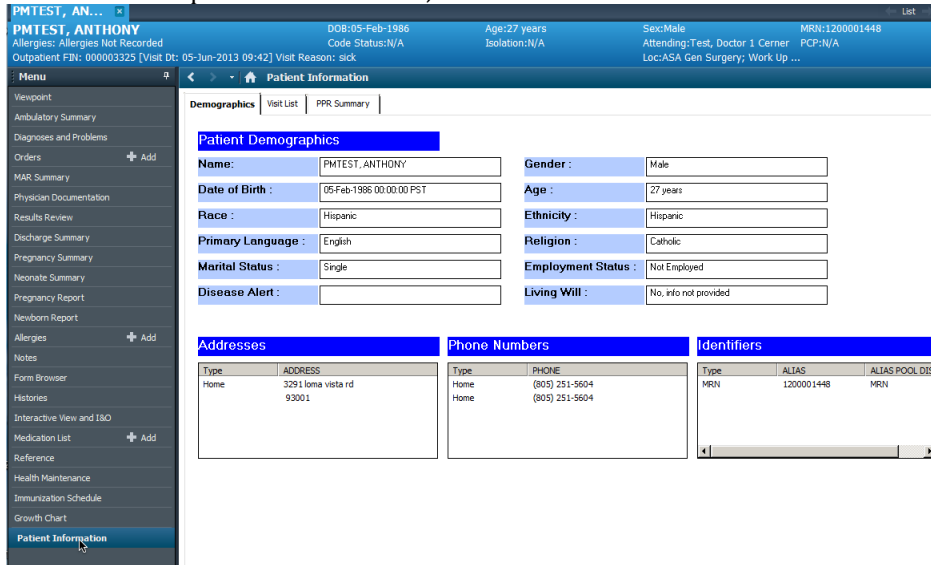 PMTEST, AN... List
PMTEST, ANTHONY DOB:05-Feb-1986 Age:27 years Sex:Male MRN:1200001448
Allergies: Allergies Not Recorded Code Status:N/A Isolation:N/A Attending:Test, Doctor 1 Cerner PCP:N/A
Outpatient FIN: 000003325 [Visit Dt: 05-Jun-2013 09:42] Visit Reason: sick Loc:ASA Gen Surgery; Work Up ...
Menu Patient Information
Viewpoint
Demographics Visit List PPR Summary
Ambulatory Summary
Diagnoses and Problems
Orders Add
MAR Summary
Physician Documentation
Results Review
Discharge Summary
Pregnancy Summary
Neonate Summary
Pregnancy Report
Newborn Report
Allergies Add
Notes
Form Browser
Histories
Interactive View and I&O
Medication List Add
Reference
Health Maintenance
Immunization Schedule
Growth Chart
Patient Information
Patient Demographics
Name: PMTEST, ANTHONY Gender : Male
Date of Birth : 05-Feb-1986 00:00:00 PST Age : 27 years
Race : Hispanic Ethnicity : Hispanic
Primary Language : English Religion : Catholic
Marital Status : Single Employment Status : Not Employed
Disease Alert : Living Will : No, info not provided
Addresses Phone Numbers Identifiers
Type ADDRESS Type PHONE Type ALIAS ALIAS POOL DIS
Home 3291 loma vista rd Home (805) 251-5604 MRN 1200001448 MRN
93001 Home (805) 251-5604